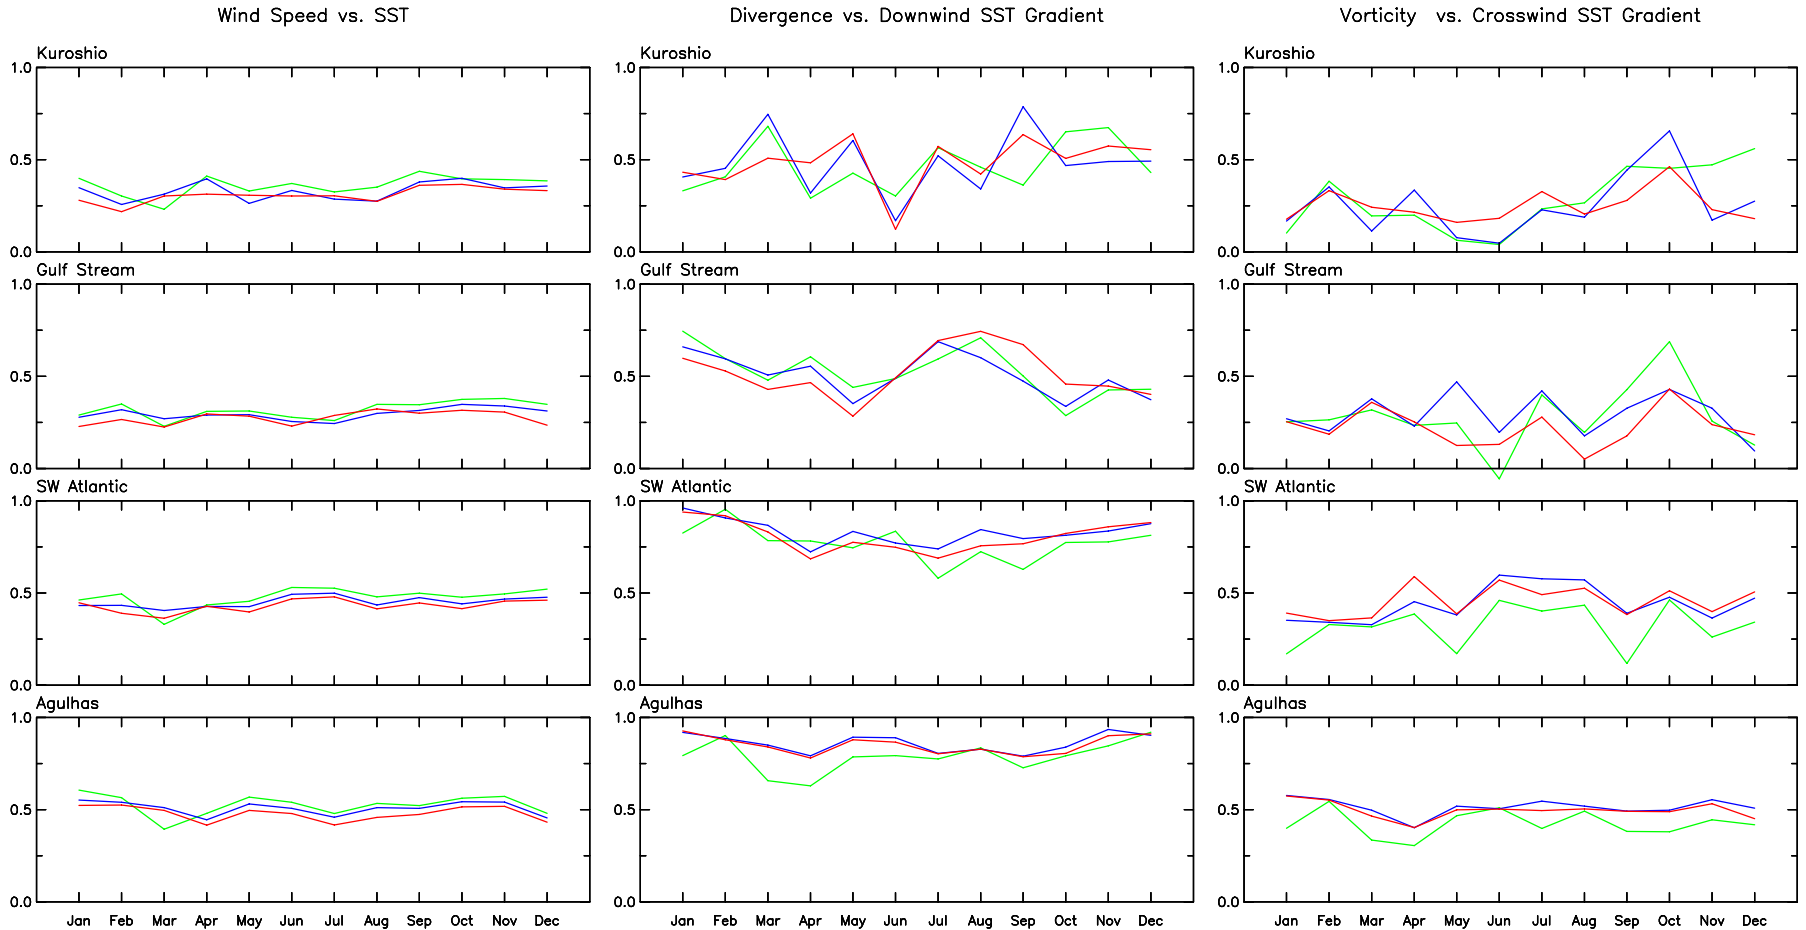 Wind Speed vs. SST
Divergence vs. Downwind SST Gradient
Vorticity vs. Crosswind SST Gradient
Kuroshio
Kuroshio
Kuroshio
1.0
1.0
1.0
0.5
0.5
0.5
0.0
0.0
0.0
Gulf Stream
Gulf Stream
Gulf Stream
1.0
1.0
1.0
0.5
0.5
0.5
0.0
0.0
0.0
SW Atlantic
SW Atlantic
SW Atlantic
1.0
1.0
1.0
0.5
0.5
0.5
0.0
0.0
0.0
Agulhas
Agulhas
Agulhas
1.0
1.0
1.0
0.5
0.5
0.5
0.0
0.0
0.0
Jan Feb Mar Apr May Jun Jul Aug Sep Oct Nov Dec
Jan Feb Mar Apr May Jun Jul Aug Sep Oct Nov Dec
Jan Feb Mar Apr May Jun Jul Aug Sep Oct Nov Dec